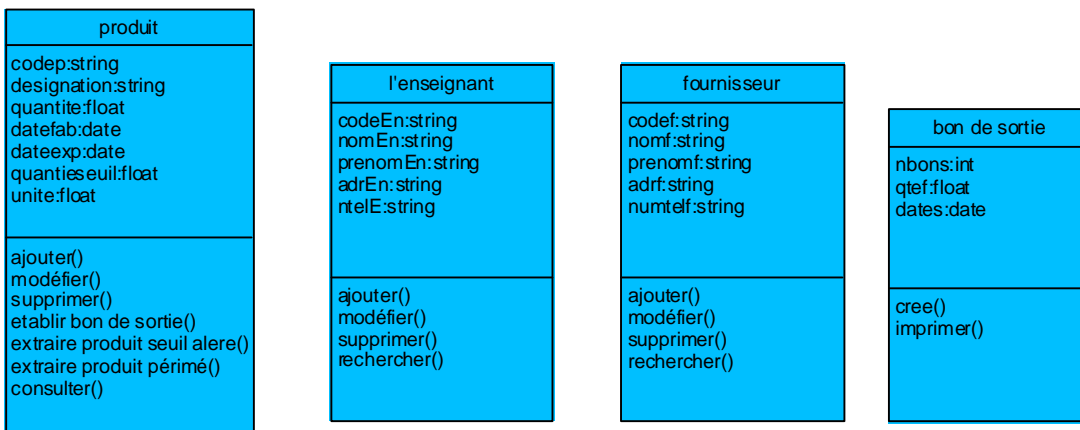 produit
codep:string
designation:string
quantite:float
datefab:date
dateexp:date
quantieseuil:float
unite:float
ajouter()
modéfier()
supprimer()
etablir bon de sortie()
extraire produit seuil alere()
extraire produit périmé()
consulter()
l'enseignant
codeEn:string
nomEn:string
prenomEn:string
adrEn:string
ntelE:string
ajouter()
modéfier()
supprimer()
rechercher()
fournisseur
codef:string
nomf:string
prenomf:string
adrf:string
numtelf:string
ajouter()
modéfier()
supprimer()
rechercher()
bon de sortie
nbons:int
qtef:float
dates:date
cree()
imprimer()